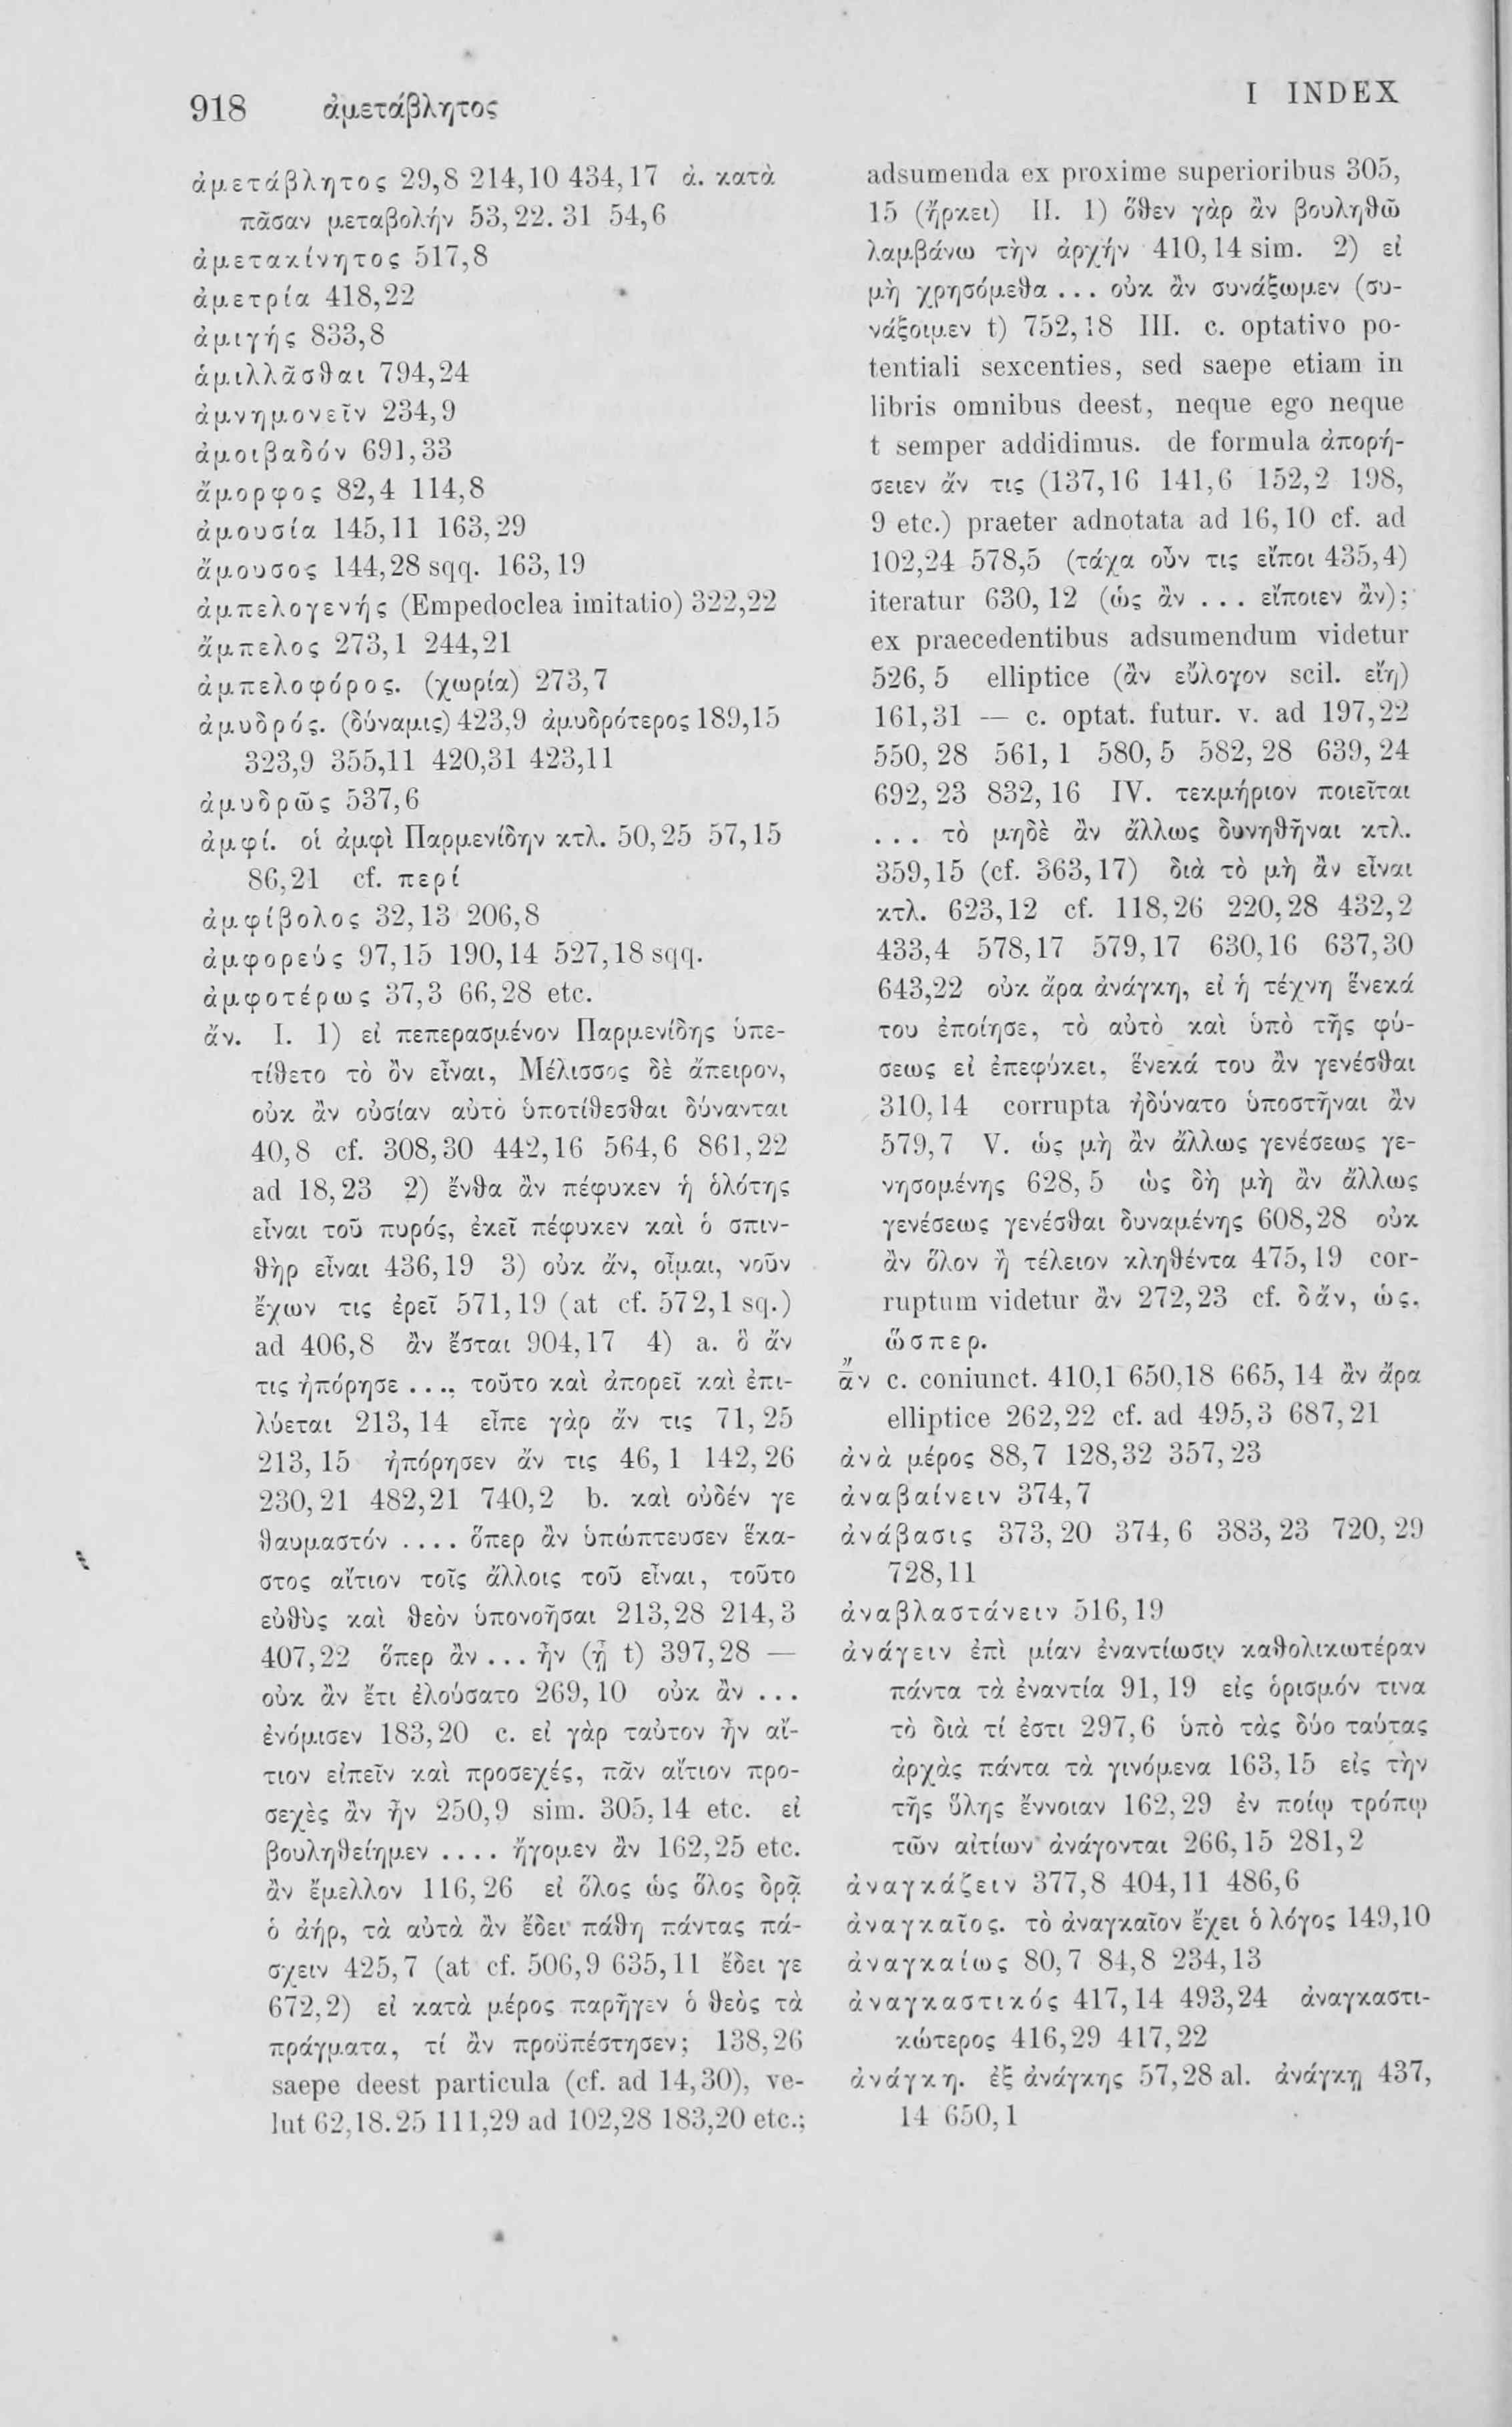 918 ἀμετάβλητος
I INDEX
ἀμετάβλητος 29,8 214,10 434,17 ἀ. κατὰ
πᾶσαν μεταβολήν 53,22. 31 54,6
ἀμετακίνητος 517,8
ἀμετρία 418,22
ἀμιγής 833,8
ἁμιλλᾶσθαι 794,24
ἀμνημονεῖν 234,9
ἀμοιβαδόν 691,33
ἄμορφος 82,4 114,8
ἀμουσία 145,11 163,29
ἄμουσος 144,28 sqq. 163,19
ἀμπελογενής (Empedoclea imitatio) 322,22
ἄμπελος 273,1 244,21
ἀμπελοφόρος. (χωρία) 273,7
ἀμυδρός. (δύναμις) 423,9 ἀμυδρότερος 189,15
323,9 355,11 420,31 423,11
ἀμυδρῶς 537,6
ἀμφί. οἱ ἀμφὶ Παρμενίδην κτλ. 50,25 57,15
86,21 cf. περί
ἀμφίβολος 32,13 206,8
ἀμφορεύς 97,15 190,14 527,18 sqq.
ἀμφοτέρως 37,3 66,28 etc.
ἄν. I. 1) εἰ πεπερασμένον Παρμενίδης ὑπε-
τίθετο τὸ ὂν εἶναι, Μέλισσος δὲ ἄπειρον,
οὐκ ἂν οὐσίαν αὐτὸ ὑποτίθεσθαι δύνανται
40,8 cf. 308,30 442,16 564,6 861,22
ad 18,23 2) ἔνθα ἂν πέφυκεν ἡ ὁλότης
εἶναι τοῦ πυρός, ἐκεῖ πέφυκεν καὶ ὁ σπιν-
θὴρ εἶναι 436,19 3) οὐκ ἄν, οἶμαι, νοῦν
ἔχων τις ἐρεῖ 571,19 (at cf. 572,1 sq.)
ad 406,8 ἂν ἔσται 904,17 4) a. ὃ ἄν
τις ἠπόρησε ...., τοῦτο καὶ ἀπορεῖ καὶ ἐπι-
λύεται 213, 14 εἶπε γὰρ ἄν τις 71, 25
213, 15 ἠπόρησεν ἄν τις 46, 1 142, 26
230, 21 482,21 740,2 b. καὶ οὐδέν γε
θαυμαστόν .... ὅπερ ἂν ὑπώπτευσεν ἕκα-
στος αἴτιον τοῖς ἄλλοις τοῦ εἶναι, τοῦτο
εὐθὺς καὶ θεὸν ὑπονοῆσαι 213,28 214,3
407,22 ὅπερ ἂν ... ἦν (ᾖ t) 397,28 —
οὐκ ἂν ἔτι ἐλούσατο 269, 10 οὐκ ἂν ...
ἐνόμισεν 183,20 c. εἰ γὰρ ταὐτον ἦν αἴ-
τιον εἰπεῖν καὶ προσεχές, πᾶν αἴτιον προ-
σεχὲς ἂν ἦν 250,9 sim. 305, 14 etc. εἰ
βουληθείημεν .... ἤγομεν ἂν 162,25 etc.
ἂν ἔμελλον 116, 26 εἰ ὅλος ὡς ὅλος δρᾷ
ὁ ἀήρ, τὰ αὐτὰ ἂν ἔδει πάθη πάντας πά-
σχειν 425, 7 (at cf. 506,9 635,11 ἔδει γε
672,2) εἰ κατὰ μέρος παρῆγεν ὁ θεὸς τὰ
πράγματα, τί ἂν προϋπέστησεν; 138,26
saepe deest particula (cf. ad 14,30), ve-
lut 62,18. 25 111,29 ad 102,28 183,20 etc.;
adsumenda ex proxime superioribus 305,
15 (ἤρκει) II. 1) ὅθεν γὰρ ἂν βουληθῶ
λαμβάνω τὴν ἀρχήν 410,14 sim. 2) εἰ
μὴ χρησόμεθα ... οὐκ ἂν συνάξωμεν (συ-
νάξοιμεν t) 752,18 III. c. optativo po-
tentiali sexcenties, sed saepe etiam in
libris omnibus deest, neque ego neque
t semper addidimus. de formula ἀπορή-
σειεν ἄν τις (137,16 141,6 152,2 198,
9 etc.) praeter adnotata ad 16,10 cf. ad
102,24 578,5 (τάχα οὖν τις εἴποι 435,4)
iteratur 630, 12 (ὡς ἂν ... εἴποιεν ἂν);
ex praecedentibus adsumendum videtur
526, 5 elliptice (ἂν εὔλογον scil. εἴη)
161,31 — c. optat. futur. v. ad 197,22
550, 28 561, 1 580, 5 582, 28 639, 24
692, 23 832, 16 IV. τεκμήριον ποιεῖται
... τὸ μηδὲ ἂν ἄλλως δυνηθῆναι κτλ.
359,15 (cf. 363,17) διὰ τὸ μὴ ἂν εἶναι
κτλ. 623,12 cf. 118,26 220,28 432,2
433,4 578,17 579,17 630,16 637,30
643,22 οὐκ ἄρα ἀνάγκη, εἰ ἡ τέχνη ἕνεκά
του ἐποίησε, τὸ αὐτὸ καὶ ὑπὸ τῆς φύ-
σεως εἰ ἐπεφύκει, ἕνεκά του ἂν γενέσθαι
310, 14 corrupta ἠδύνατο ὑποστῆναι ἂν
579,7 V. ὡς μὴ ἂν ἄλλως γενέσεως γε-
νησομένης 628, 5 ὡς δὴ μὴ ἂν ἄλλως
γενέσεως γενέσθαι δυναμένης 608,28 οὐκ
ἂν ὅλον ἢ τέλειον κληθέντα 475,19 cor-
ruptum videtur ἂν 272,23 cf. δἄν, ὡς,
ὥσπερ.
ᾱ̓́ν c. coniunct. 410,1 650,18 665, 14 ἂν ἄρα
elliptice 262,22 cf. ad 495,3 687,21
ἀνὰ μέρος 88,7 128,32 357,23
ἀναβαίνειν 374,7
ἀνάβασις 373, 20 374, 6 383, 23 720, 29
728,11
ἀναβλαστάνειν 516,19
ἀνάγειν ἐπὶ μίαν ἐναντίωσιν καθολικωτέραν
πάντα τὰ ἐναντία 91, 19 εἰς ὁρισμόν τινα
τὸ διὰ τί ἐστι 297,6 ὑπὸ τὰς δύο ταύτας
ἀρχὰς πάντα τὰ γινόμενα 163,15 εἰς τὴν
τῆς ὕλης ἔννοιαν 162,29 ἐν ποίῳ τρόπῳ
τῶν αἰτίων ἀνάγονται 266,15 281,2
ἀναγκάζειν 377,8 404,11 486,6
ἀναγκαῖος. τὸ ἀναγκαῖον ἔχει ὁ λόγος 149,10
ἀναγκαίως 80,7 84,8 234,13
ἀναγκαστικός 417,14 493,24 ἀναγκαστι-
κώτερος 416,29 417,22
ἀνάγκη. ἐξ ἀνάγκης 57,28 al. ἀνάγκῃ 437,
14 650,1